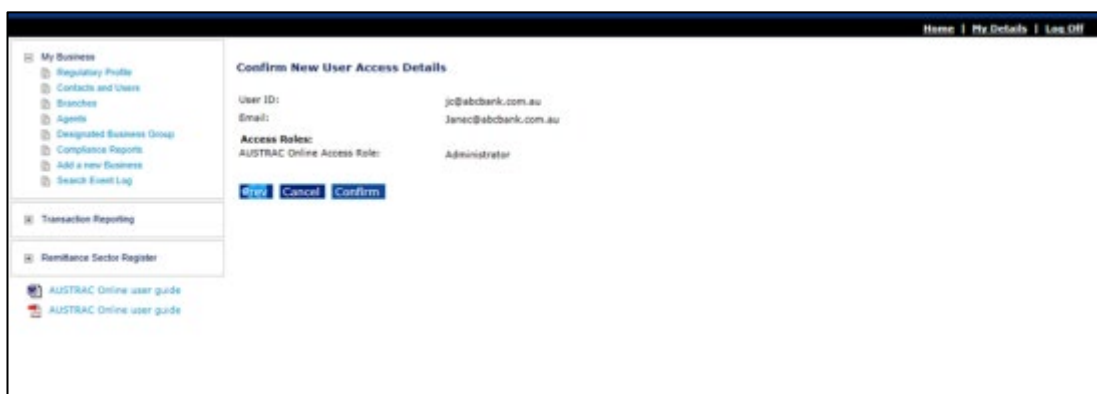 Home | My Details | Log Off
My Business
Regulatory Profile
Contacts and Users
Branches
Agents
Designated Business Group
Compliance Reports
Add a new Business
Search Event Log
Transaction Reporting
Remittance Sector Register
AUSTRAC Online user guide
AUSTRAC Online user guide
Confirm New User Access Details
User ID: jc@abcbank.com.au
Email: Janec@abcbank.com.au
Access Roles:
AUSTRAC Online Access Role: Administrator
Prev Cancel Confirm